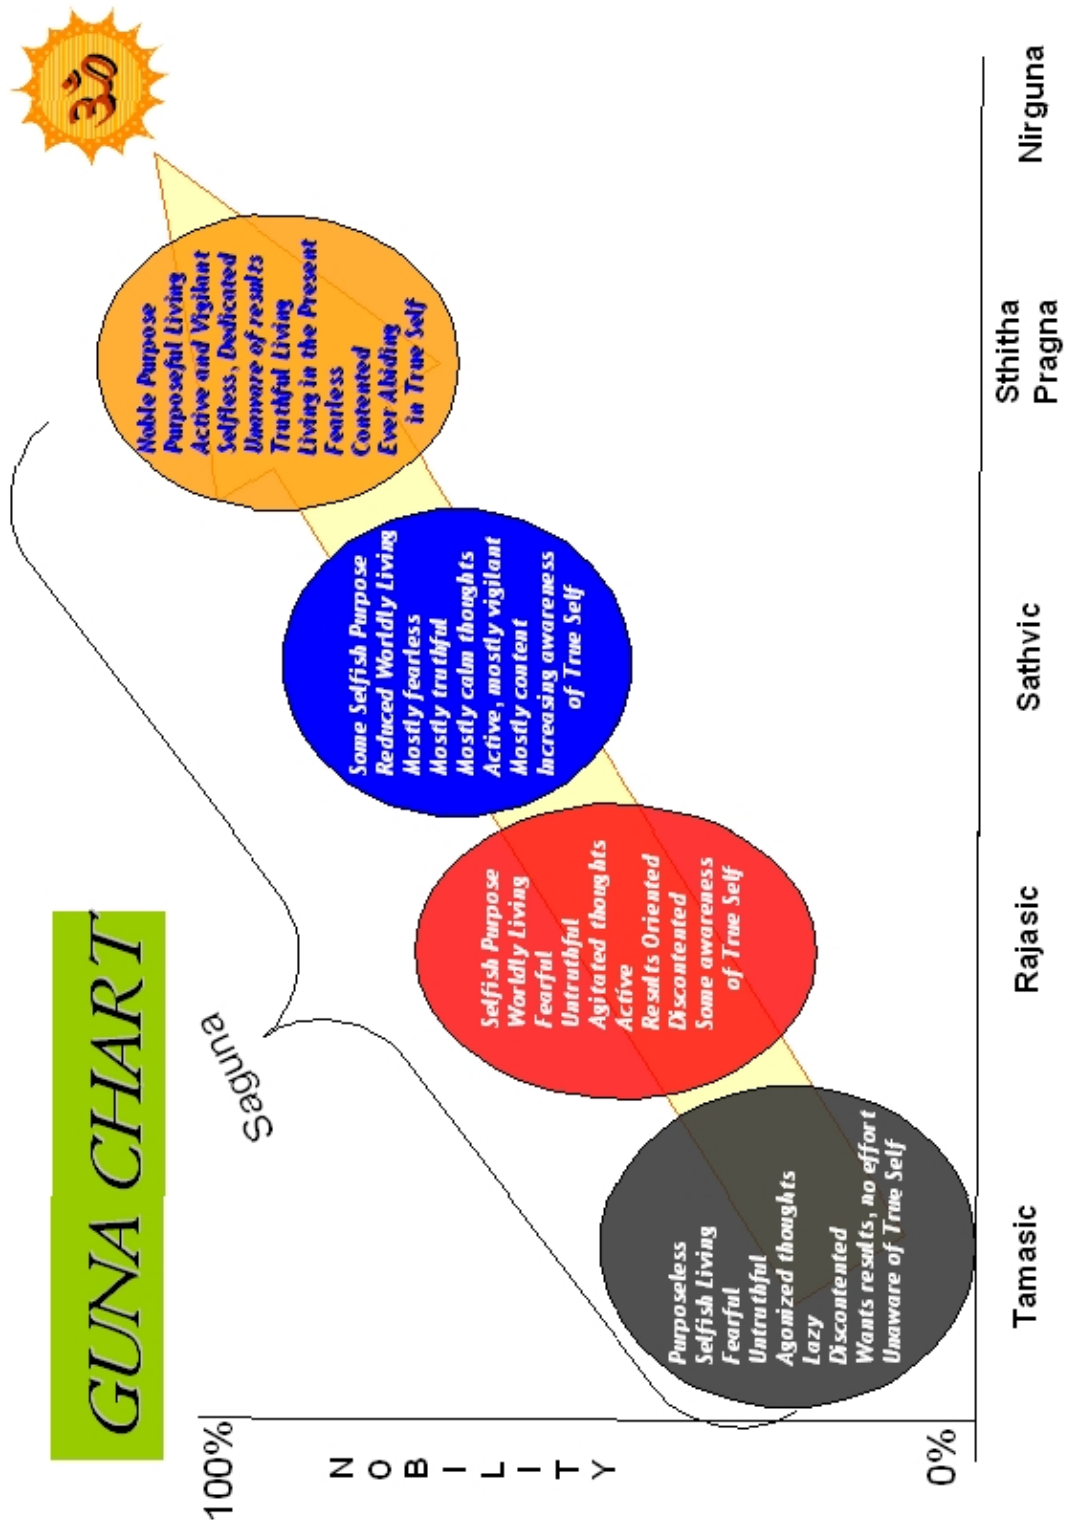 GUNA CHART
ॐ
Saguna
100%
NOBILITY
0%
Noble Purpose
Purposeful Living
Active and Vigilant
Selfless, Dedicated
Unaware of results
Truthful Living
Living in the Present
Fearless
Contented
Ever Abiding
in True Self
Some Selfish Purpose
Reduced Worldly Living
Mostly fearless
Mostly truthful
Mostly calm thoughts
Active, mostly vigilant
Mostly content
Increasing awareness
of True Self
Selfish Purpose
Worldly Living
Fearful
Untruthful
Agitated thoughts
Active
Results Oriented
Discontented
Some awareness
of True Self
Purposeless
Selfish Living
Fearful
Untruthful
Agonized thoughts
Lazy
Discontented
Wants results, no effort
Unaware of True Self
Tamasic
Rajasic
Sathvic
Sthitha
Pragna
Nirguna